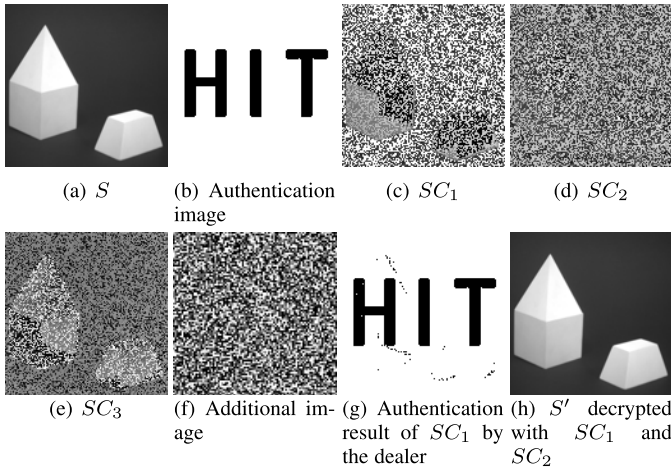 HIT
(a) S
(b) Authentication
image
(c) SC₁
(d) SC₂
HIT
(e) SC₃
(f) Additional im-
age
(g) Authentication
result of SC₁ by
the dealer
(h) S′ decrypted
with SC₁ and
SC₂